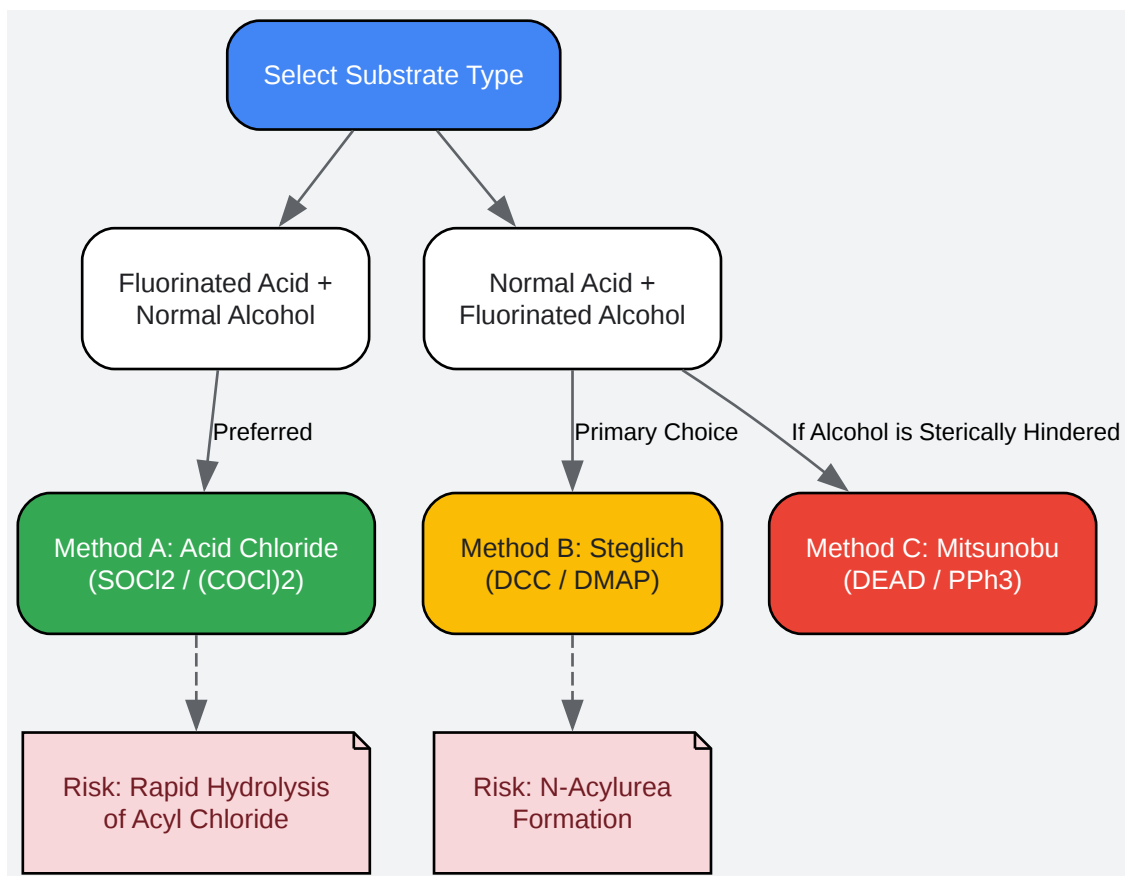 Select Substrate Type
Fluorinated Acid +
Normal Alcohol
Normal Acid +
Fluorinated Alcohol
Preferred
Primary Choice
If Alcohol is Sterically Hindered
Method A: Acid Chloride
(SOCl2 / (COCl)2)
Method B: Steglich
(DCC / DMAP)
Method C: Mitsunobu
(DEAD / PPh3)
Risk: Rapid Hydrolysis
of Acyl Chloride
Risk: N-Acylurea
Formation